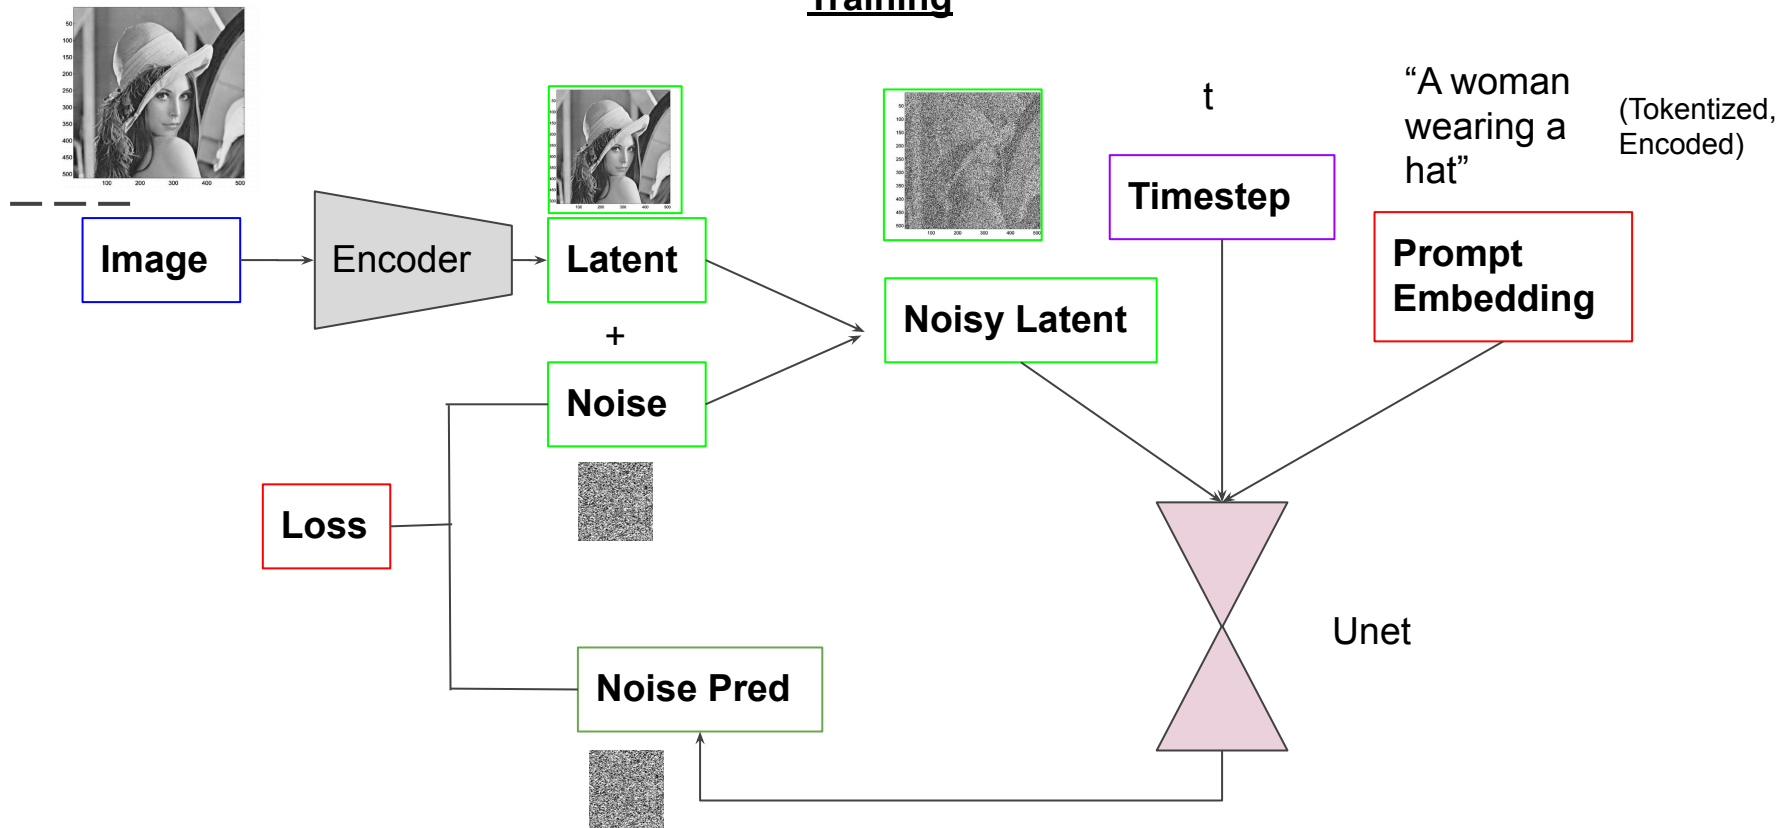 Training
“A woman
wearing a
hat”
(Tokentized,
Encoded)
t
Timestep
Prompt
Embedding
Image
Encoder
Latent
+
Noise
Noisy Latent
Loss
Noise Pred
Unet